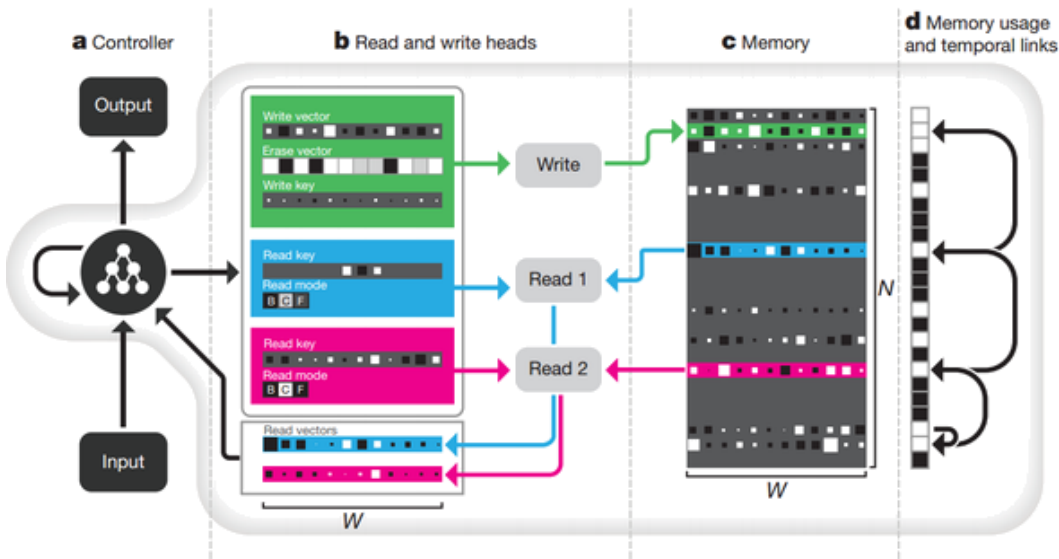 a Controller
b Read and write heads
c Memory
d Memory usage
and temporal links
Output
Input
Write vector
Erase vector
Write key
Read key
Read mode
B C F
Read key
Read mode
B C F
Read vectors
W
Write
Read 1
Read 2
N
W